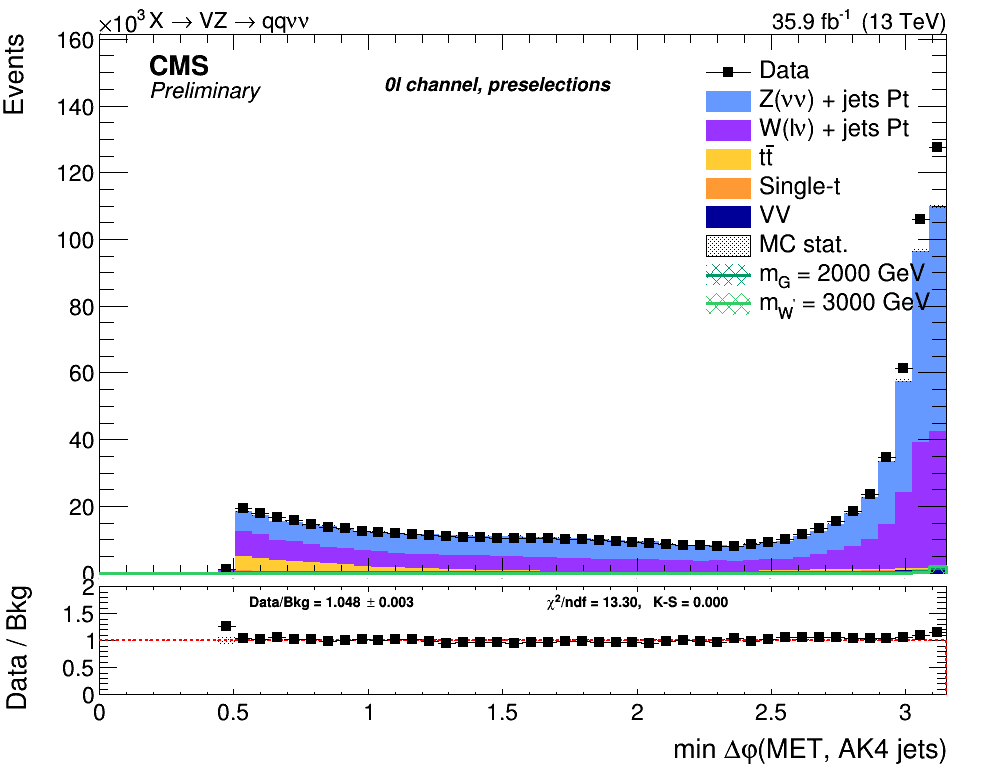 ×10³ X → VZ → qqνν 35.9 fb⁻¹ (13 TeV)
Events
160
140
120
100
80
60
40
20
0
CMS
Preliminary
0l channel, preselections
Data
Z(νν) + jets Pt
W(lν) + jets Pt
tt̄
Single-t
VV
MC stat.
m_G = 2000 GeV
m_W' = 3000 GeV
Data / Bkg
2
1.5
1
0.5
0
Data/Bkg = 1.048 ± 0.003 χ²/ndf = 13.30, K-S = 0.000
0 0.5 1 1.5 2 2.5 3
min Δφ(MET, AK4 jets)